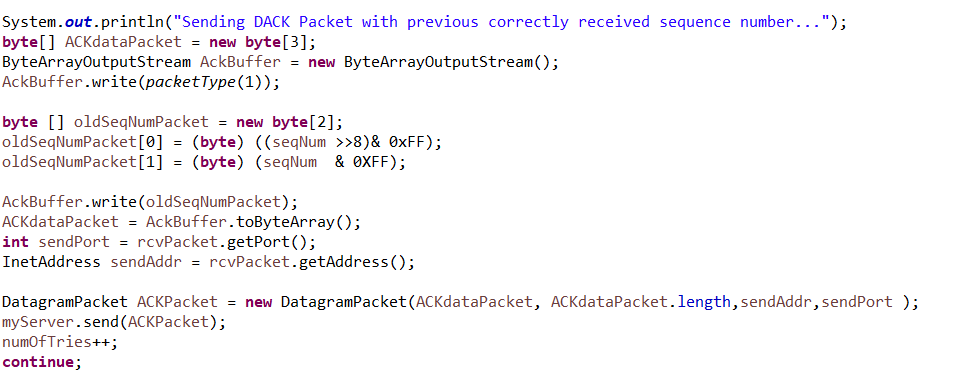 System.out.println("Sending DACK Packet with previous correctly received sequence number...");
byte[] ACKdataPacket = new byte[3];
ByteArrayOutputStream AckBuffer = new ByteArrayOutputStream();
AckBuffer.write(packetType(1));
byte [] oldSeqNumPacket = new byte[2];
oldSeqNumPacket[0] = (byte) ((seqNum >>8)& 0xFF);
oldSeqNumPacket[1] = (byte) (seqNum  & 0XFF);
AckBuffer.write(oldSeqNumPacket);
ACKdataPacket = AckBuffer.toByteArray();
int sendPort = rcvPacket.getPort();
InetAddress sendAddr = rcvPacket.getAddress();
DatagramPacket ACKPacket = new DatagramPacket(ACKdataPacket, ACKdataPacket.length,sendAddr,sendPort );
myServer.send(ACKPacket);
numOfTries++;
continue;